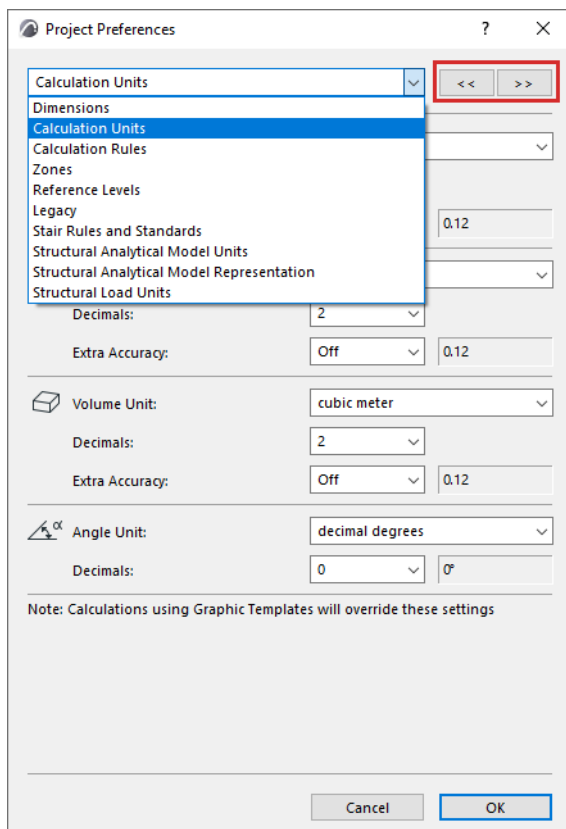 Project Preferences ?
Calculation Units << >>
Dimensions
Calculation Units
Calculation Rules
Zones
Reference Levels
Legacy
Stair Rules and Standards 0.12
Structural Analytical Model Units
Structural Analytical Model Representation
Structural Load Units
Decimals: 2
Extra Accuracy: Off 0.12
Volume Unit: cubic meter
Decimals: 2
Extra Accuracy: Off 0.12
α Angle Unit: decimal degrees
Decimals: 0 0°
Note: Calculations using Graphic Templates will override these settings
Cancel OK